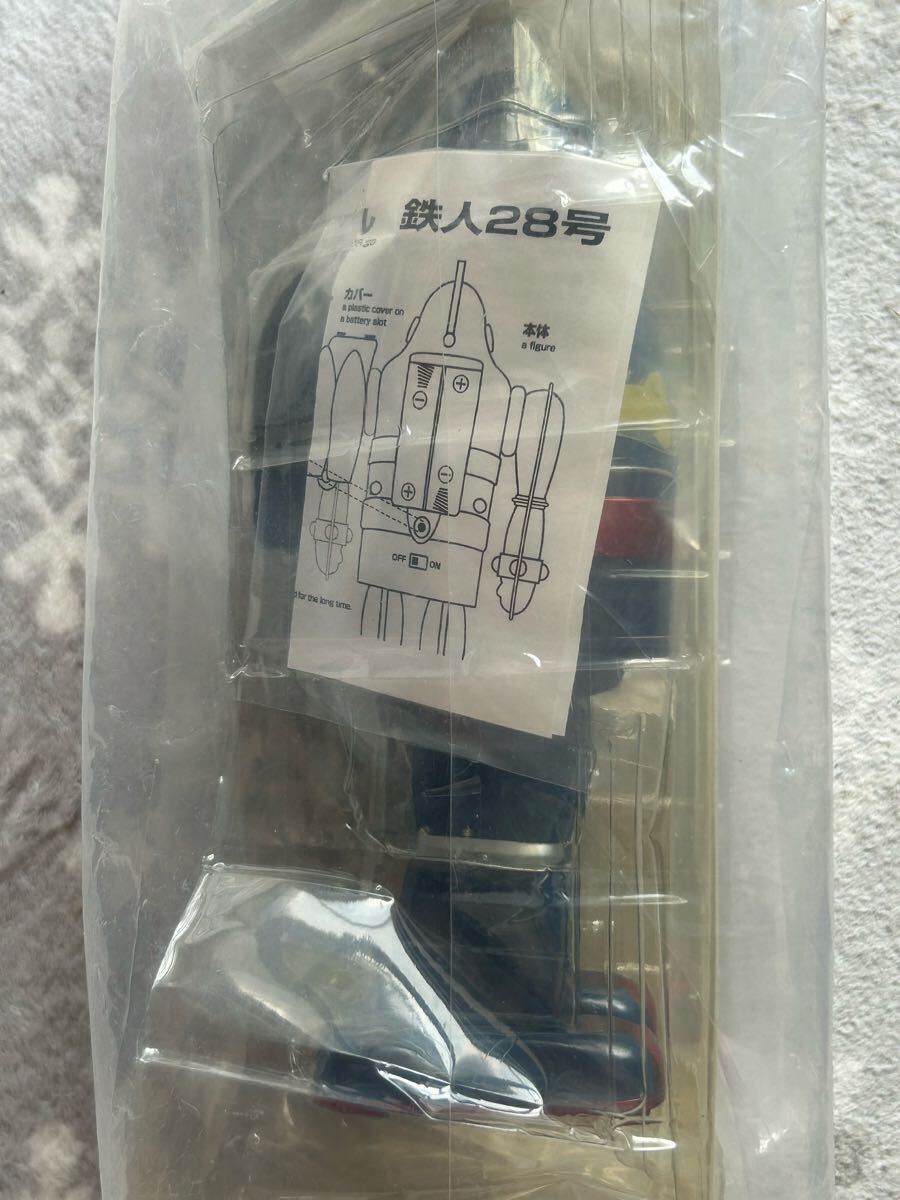 鉄人28号
カバー
a plastic cover on
a battery slot
本体
a figure
OFF ON
for the long time.